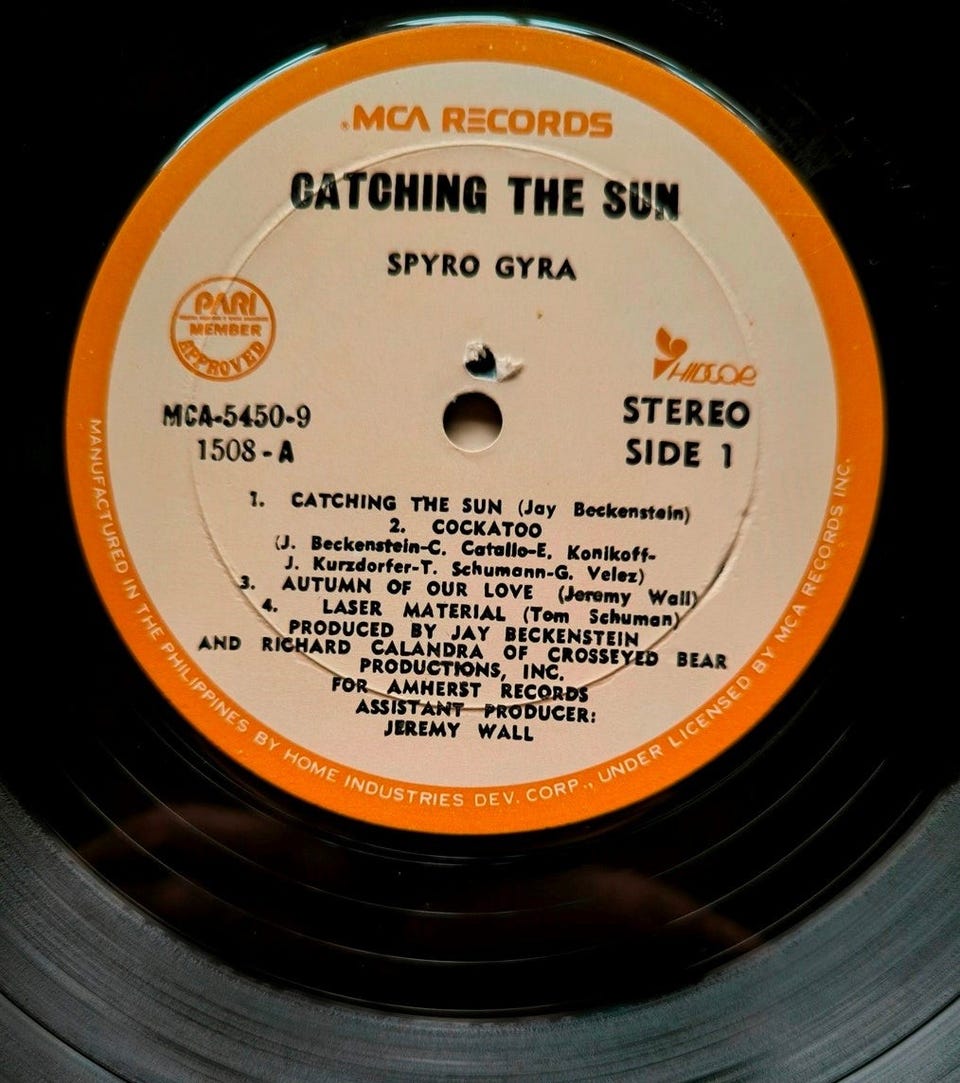 MCA RECORDS
CATCHING THE SUN
SPYRO GYRA
PARI
MEMBER
APPROVED
HIDCOR
MCA-5450-9
1508-A
STEREO
SIDE 1
1. CATCHING THE SUN (Jay Beckenstein)
2. COCKATOO
(J. Beckenstein-C. Catallo-E. Konikoff-
J. Kurzdorfer-T. Schumann-G. Velez)
3. AUTUMN OF OUR LOVE (Jeremy Wall)
4. LASER MATERIAL (Tom Schuman)
PRODUCED BY JAY BECKENSTEIN
AND RICHARD CALANDRA OF CROSSEYED BEAR
PRODUCTIONS, INC.
FOR AMHERST RECORDS
ASSISTANT PRODUCER:
JEREMY WALL
MANUFACTURED IN THE PHILIPPINES BY HOME INDUSTRIES DEV. CORP., UNDER LICENSED BY MCA RECORDS INC.